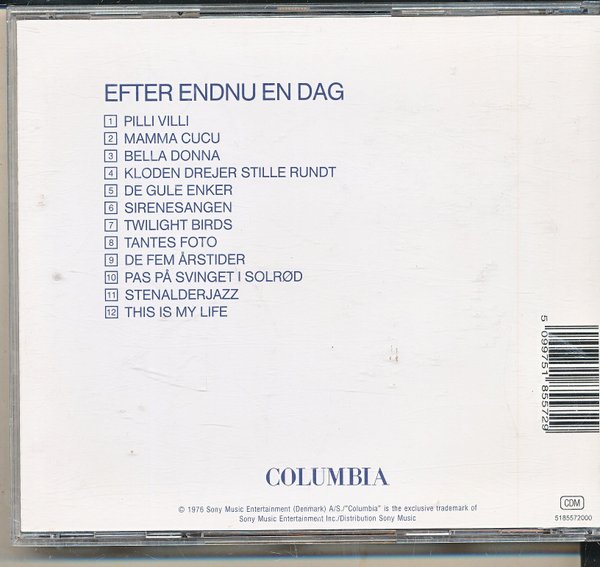 EFTER ENDNU EN DAG
1 PILLI VILLI
2 MAMMA CUCU
3 BELLA DONNA
4 KLODEN DREJER STILLE RUNDT
5 DE GULE ENKER
6 SIRENESANGEN
7 TWILIGHT BIRDS
8 TANTES FOTO
9 DE FEM ÅRSTIDER
10 PAS PÅ SVINGET I SOLRØD
11 STENALDERJAZZ
12 THIS IS MY LIFE
5 099751 855729
COLUMBIA
© 1976 Sony Music Entertainment (Denmark) A/S./"Columbia" is the exclusive trademark of
Sony Music Entertainment Inc./Distribution Sony Music
CDM
5185572000